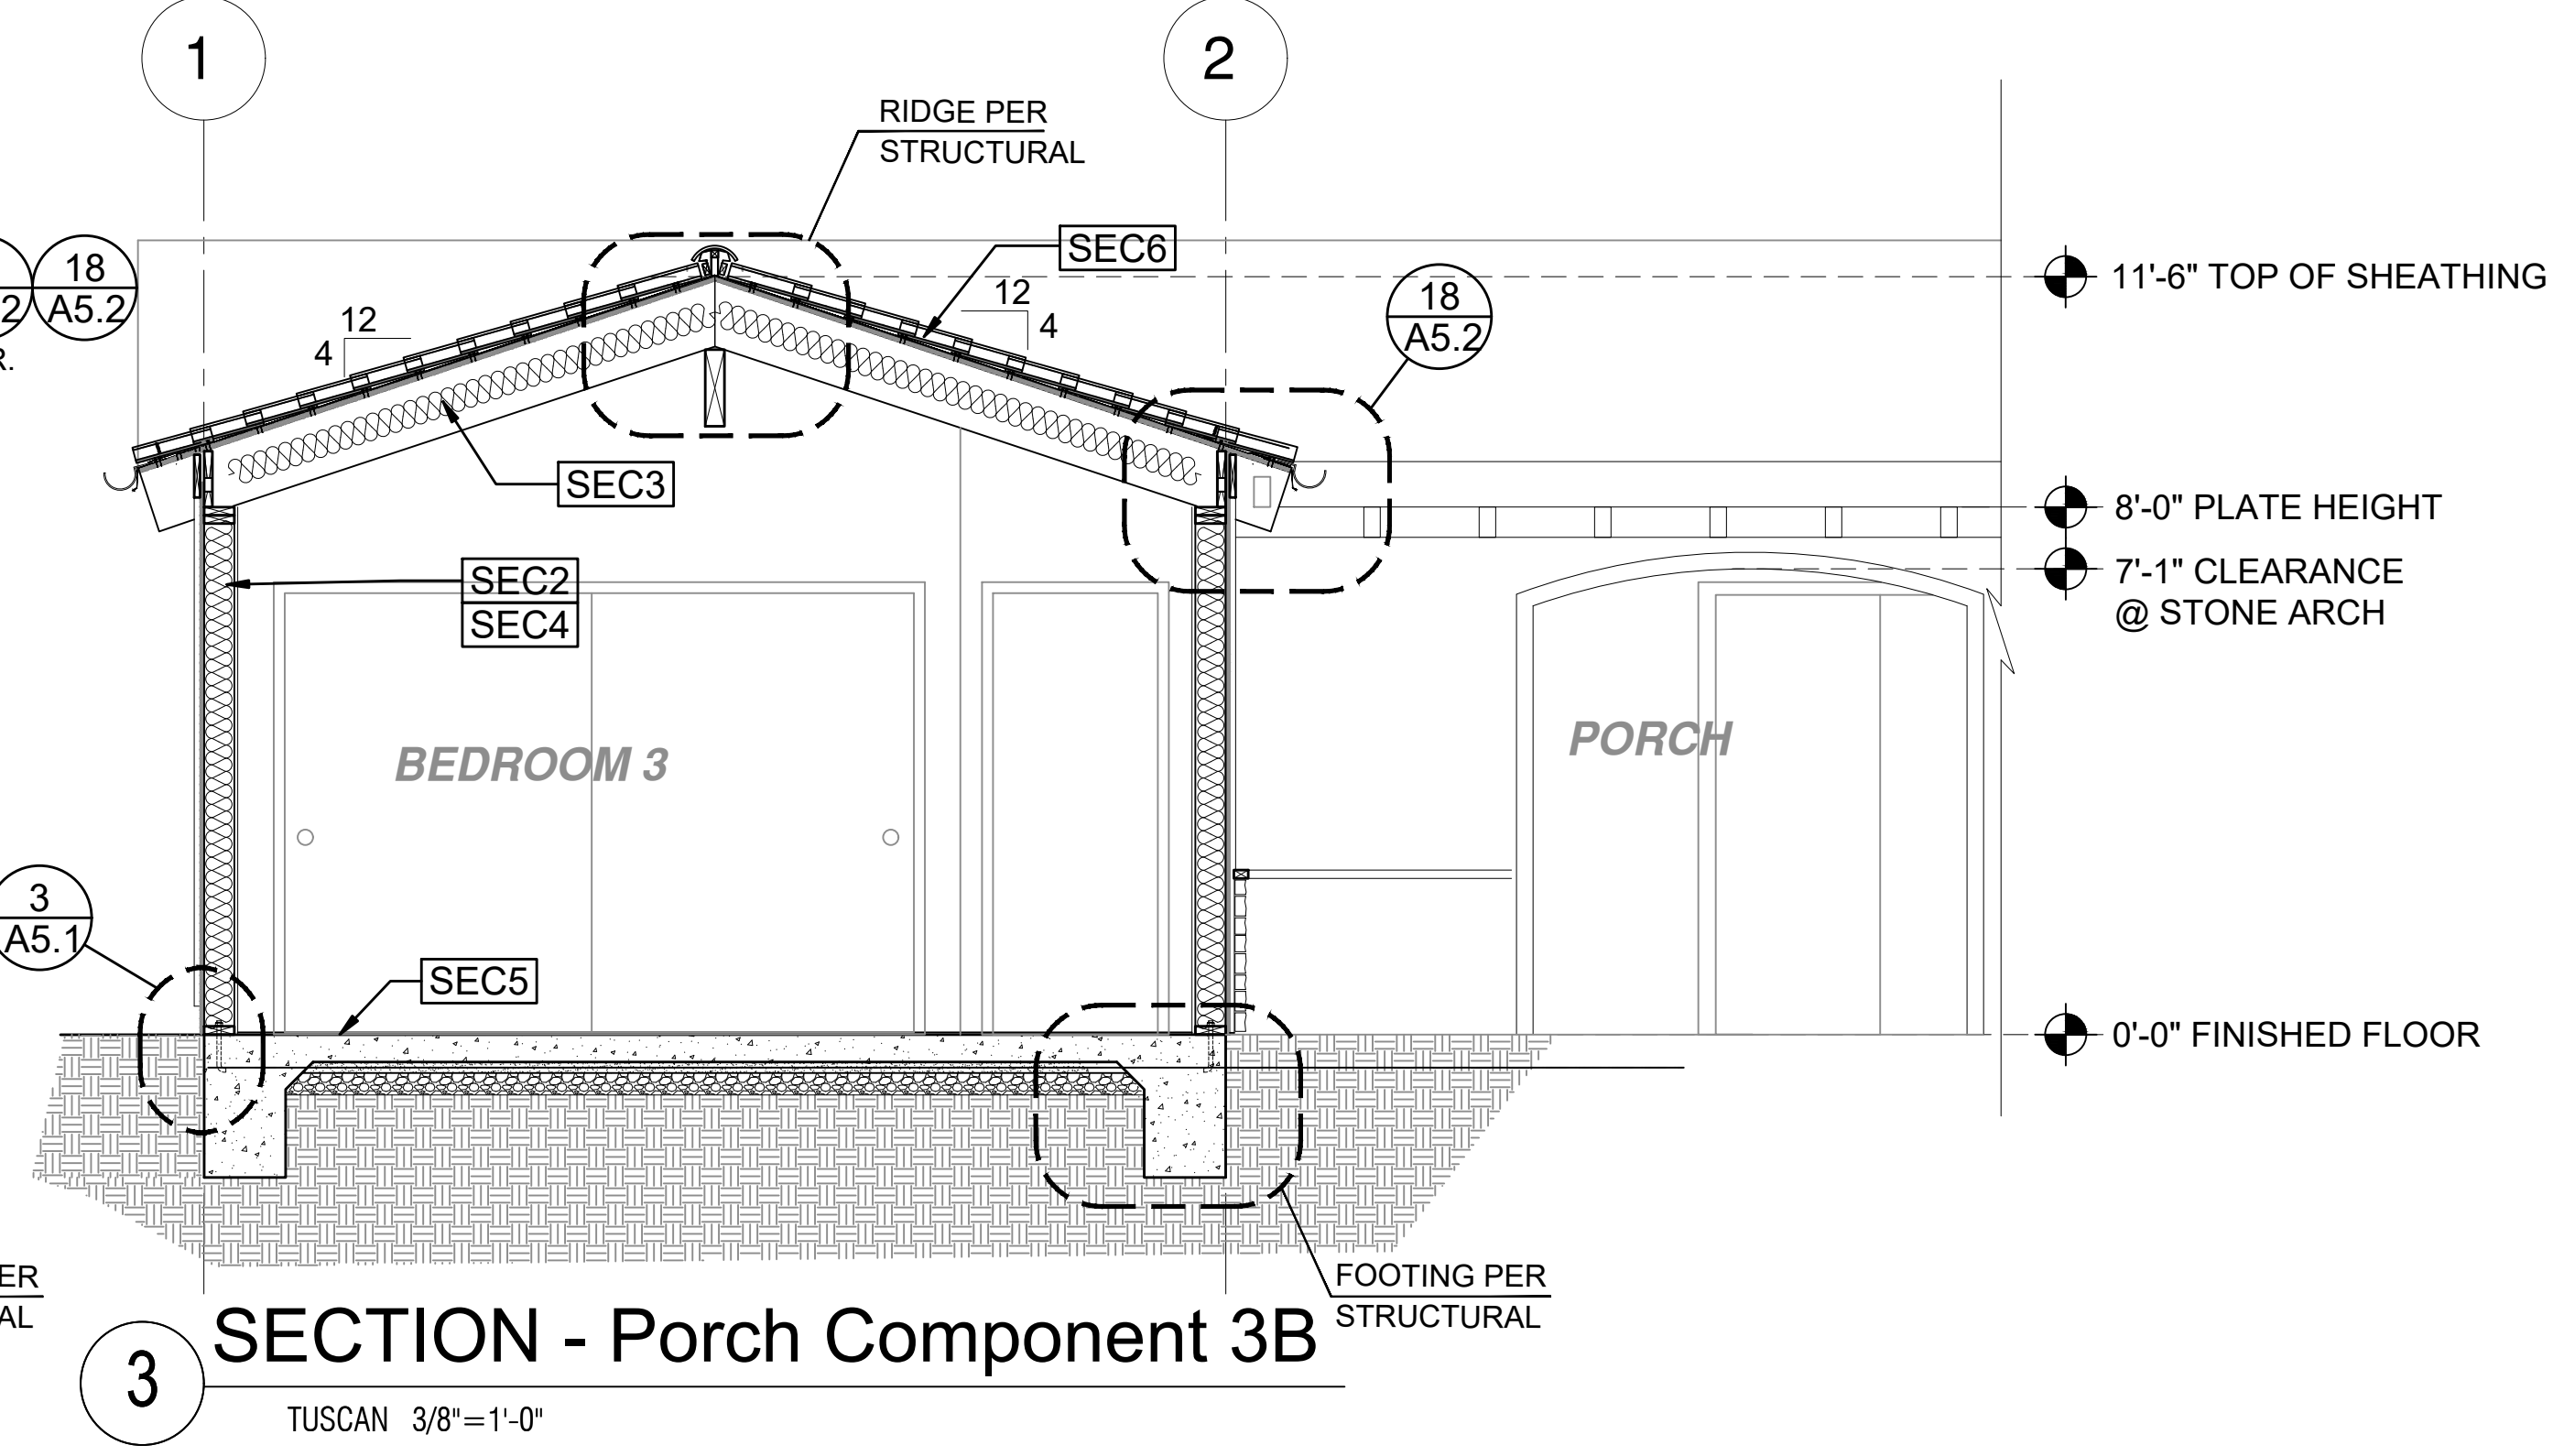 1
2
RIDGE PER
STRUCTURAL
SEC6
18
A5.2
2
12
4
12
4
18
A5.2
R.
11'-6" TOP OF SHEATHING
SEC3
8'-0" PLATE HEIGHT
7'-1" CLEARANCE
@ STONE ARCH
SEC2
SEC4
BEDROOM 3
PORCH
3
A5.1
SEC5
0'-0" FINISHED FLOOR
ER
AL
FOOTING PER
STRUCTURAL
3
SECTION - Porch Component 3B
TUSCAN 3/8"=1'-0"